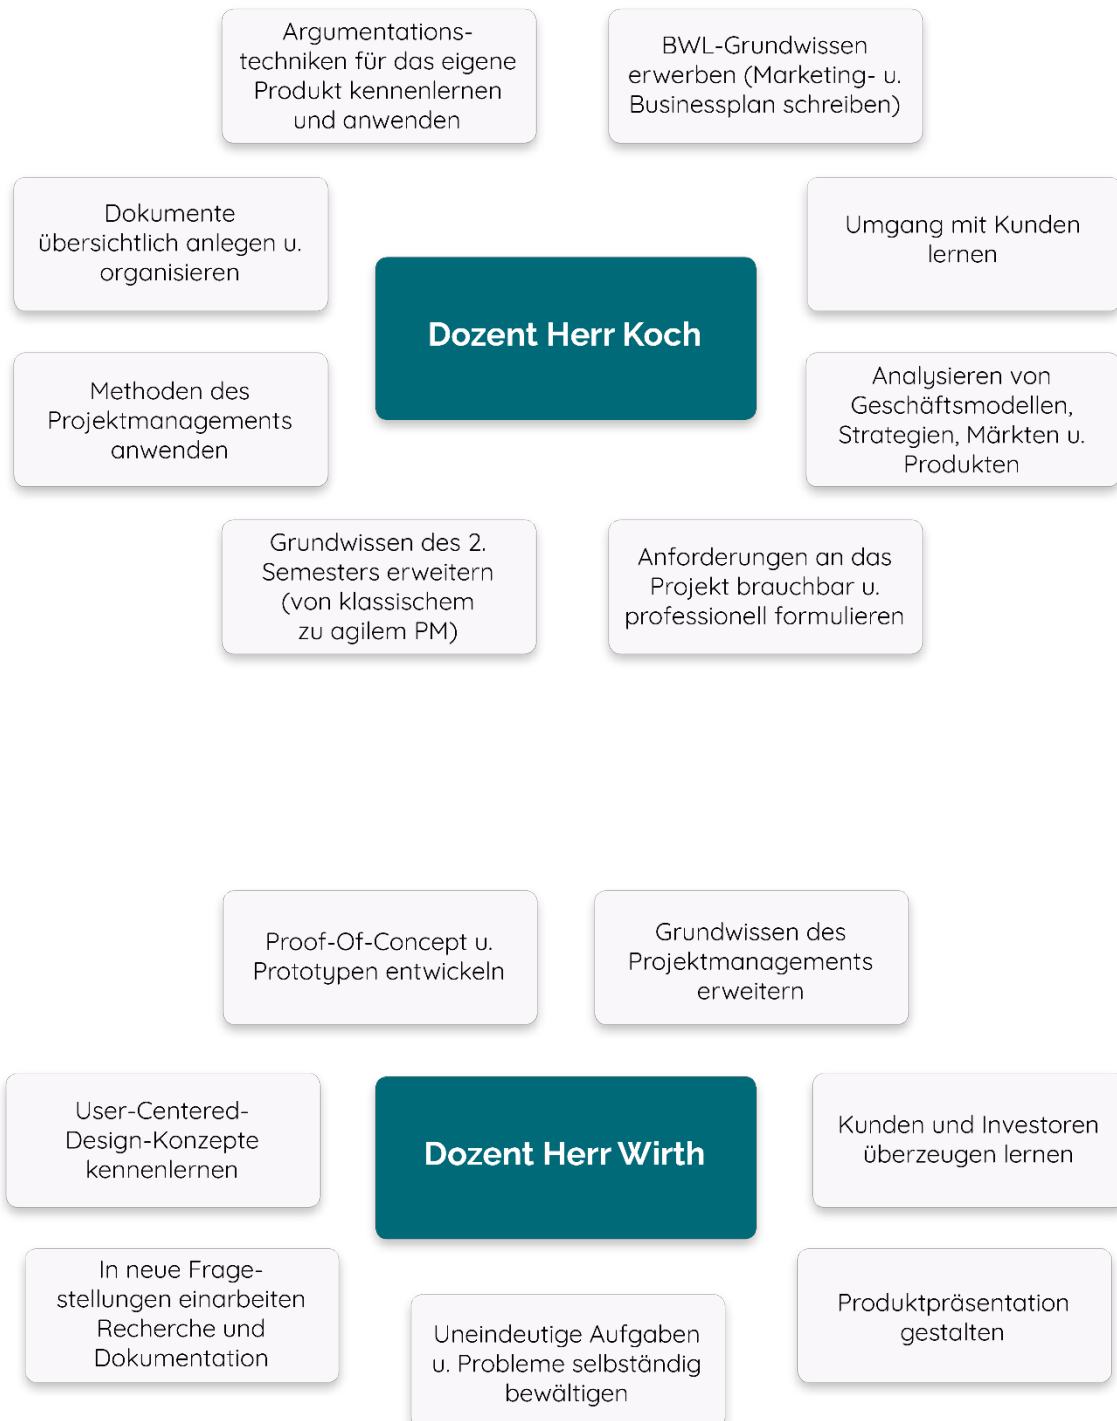 Argumentations-
techniken für das eigene
Produkt kennenlernen
und anwenden
BWL-Grundwissen
erwerben (Marketing- u.
Businessplan schreiben)
Dokumente
übersichtlich anlegen u.
organisieren
Umgang mit Kunden
lernen
Dozent Herr Koch
Methoden des
Projektmanagements
anwenden
Analysieren von
Geschäftsmodellen,
Strategien, Märkten u.
Produkten
Grundwissen des 2.
Semesters erweitern
(von klassischem
zu agilem PM)
Anforderungen an das
Projekt brauchbar u.
professionell formulieren
Proof-Of-Concept u.
Prototypen entwickeln
Grundwissen des
Projektmanagements
erweitern
User-Centered-
Design-Konzepte
kennenlernen
Dozent Herr Wirth
Kunden und Investoren
überzeugen lernen
In neue Frage-
stellungen einarbeiten
Recherche und
Dokumentation
Uneindeutige Aufgaben
u. Probleme selbständig
bewältigen
Produktpräsentation
gestalten